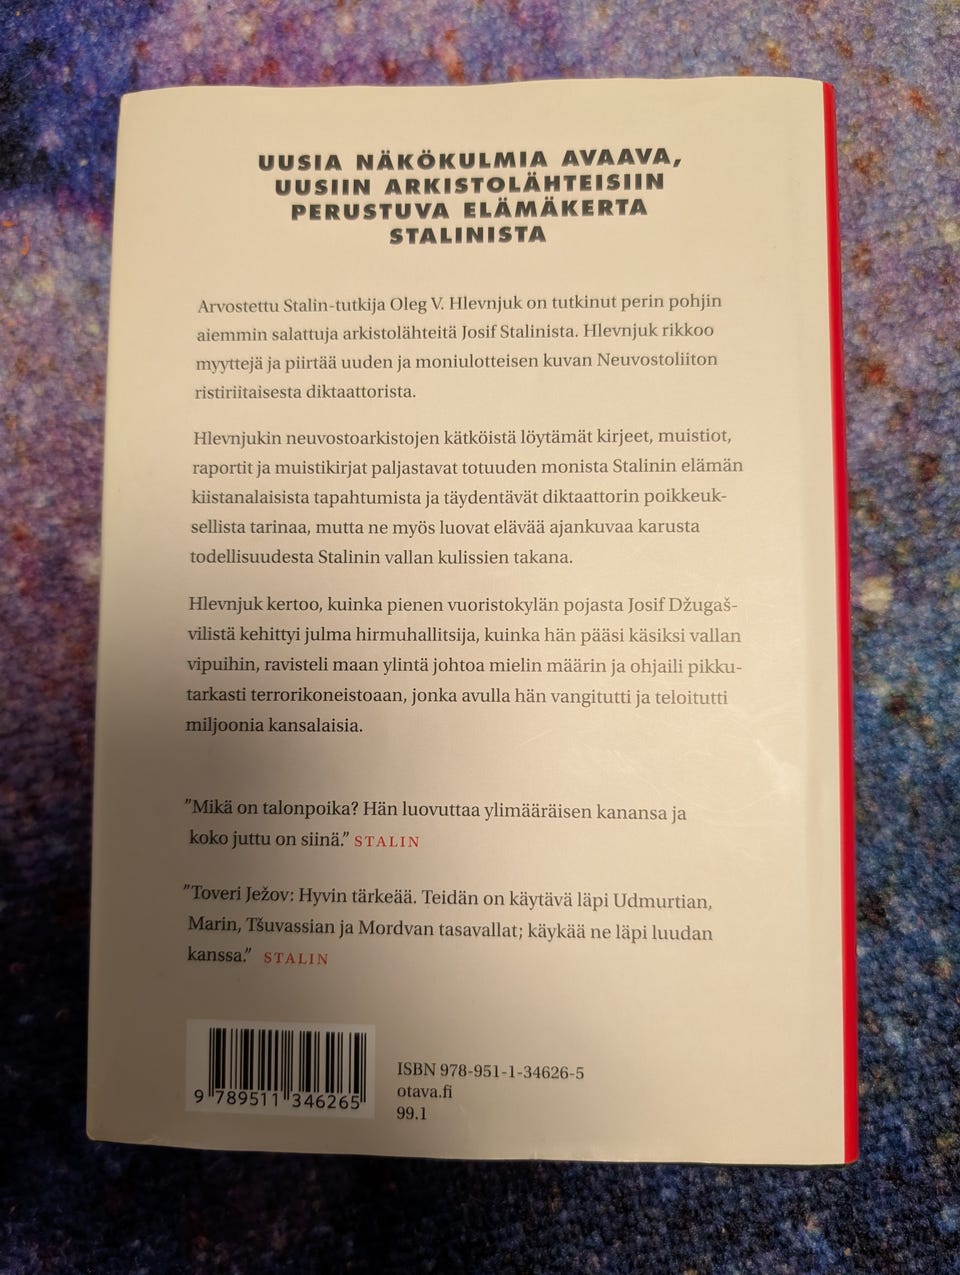 UUSIA NÄKÖKULMIA AVAAVA,
UUSIIN ARKISTOLÄHTEISIIN
PERUSTUVA ELÄMÄKERTA
STALINISTA
Arvostettu Stalin-tutkija Oleg V. Hlevnjuk on tutkinut perin pohjin
aiemmin salattuja arkistolähteitä Josif Stalinista. Hlevnjuk rikkoo
myyttejä ja piirtää uuden ja moniulotteisen kuvan Neuvostoliiton
ristiriitaisesta diktaattorista.
Hlevnjukin neuvostoarkistojen kätköistä löytämät kirjeet, muistiot,
raportit ja muistikirjat paljastavat totuuden monista Stalinin elämän
kiistanalaisista tapahtumista ja täydentävät diktaattorin poikkeuk-
sellista tarinaa, mutta ne myös luovat elävää ajankuvaa karusta
todellisuudesta Stalinin vallan kulissien takana.
Hlevnjuk kertoo, kuinka pienen vuoristokylän pojasta Josif Džugaš-
vilistä kehittyi julma hirmuhallitsija, kuinka hän pääsi käsiksi vallan
vipuihin, ravisteli maan ylintä johtoa mielin määrin ja ohjaili pikku-
tarkasti terrorikoneistoaan, jonka avulla hän vangitutti ja teloitutti
miljoonia kansalaisia.
”Mikä on talonpoika? Hän luovuttaa ylimääräisen kanansa ja
koko juttu on siinä.” STALIN
”Toveri Ježov: Hyvin tärkeää. Teidän on käytävä läpi Udmurtian,
Marin, Tšuvassian ja Mordvan tasavallat; käykää ne läpi luudan
kanssa.” STALIN
ISBN 978-951-1-34626-5
otava.fi
99.1
9 789511 346265